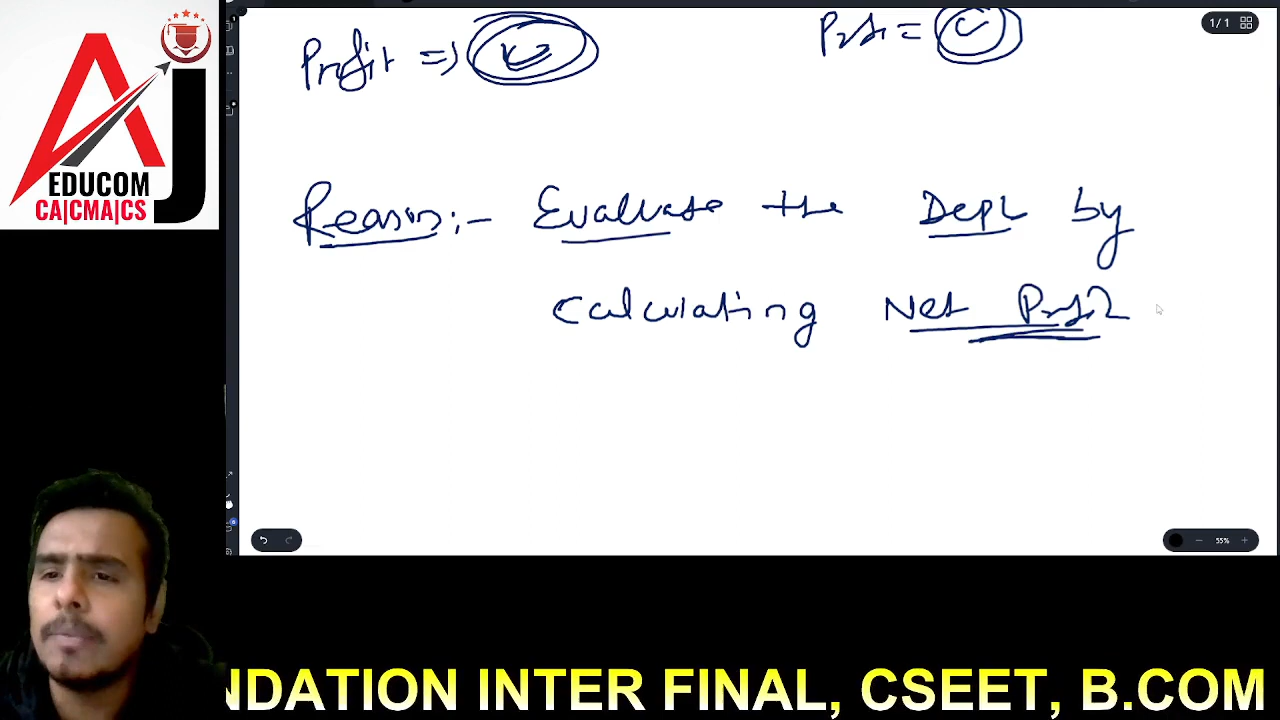 AJ
EDUCOM
CA|CMA|CS
Profit =>
1/1
Reason :- Evaluate the Dept by
Calculating Net Profit
55%
NDATION INTER FINAL, CSEET, B.COM